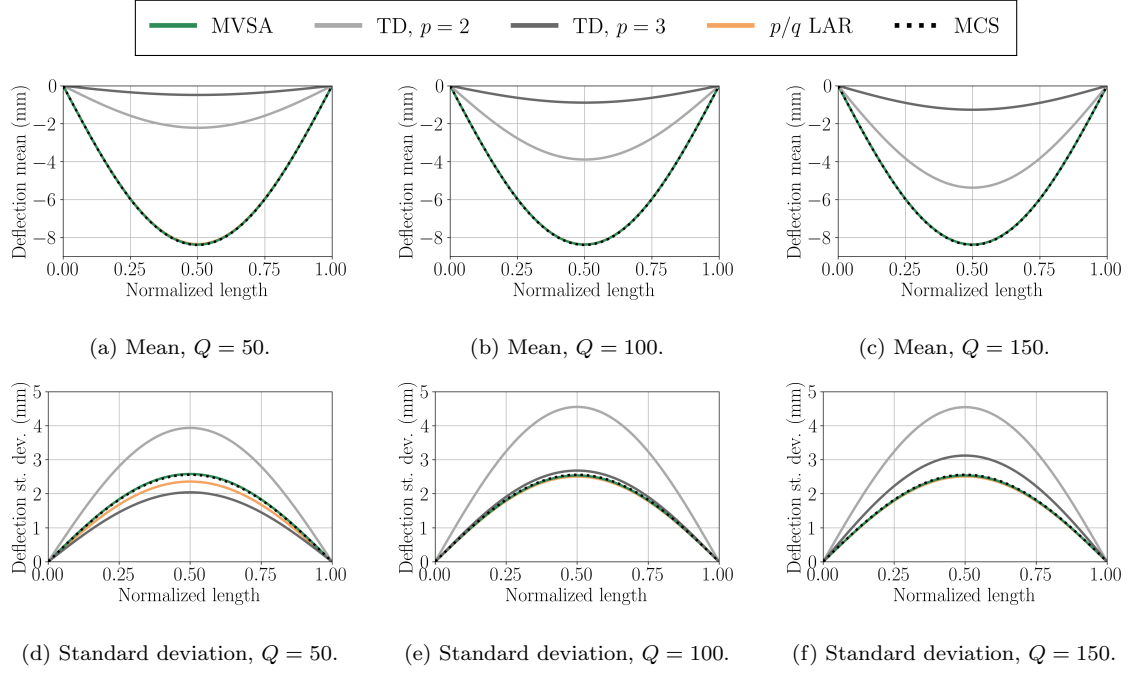 MVSA TD, p = 2 TD, p = 3 p/q LAR MCS
Deflection mean (mm)
0
−2
−4
−6
−8
0.00 0.25 0.50 0.75 1.00
Normalized length
(a) Mean, Q = 50.
Deflection mean (mm)
0
−2
−4
−6
−8
0.00 0.25 0.50 0.75 1.00
Normalized length
(b) Mean, Q = 100.
Deflection mean (mm)
0
−2
−4
−6
−8
0.00 0.25 0.50 0.75 1.00
Normalized length
(c) Mean, Q = 150.
Deflection st. dev. (mm)
5
4
3
2
1
0
0.00 0.25 0.50 0.75 1.00
Normalized length
(d) Standard deviation, Q = 50.
Deflection st. dev. (mm)
5
4
3
2
1
0
0.00 0.25 0.50 0.75 1.00
Normalized length
(e) Standard deviation, Q = 100.
Deflection st. dev. (mm)
5
4
3
2
1
0
0.00 0.25 0.50 0.75 1.00
Normalized length
(f) Standard deviation, Q = 150.